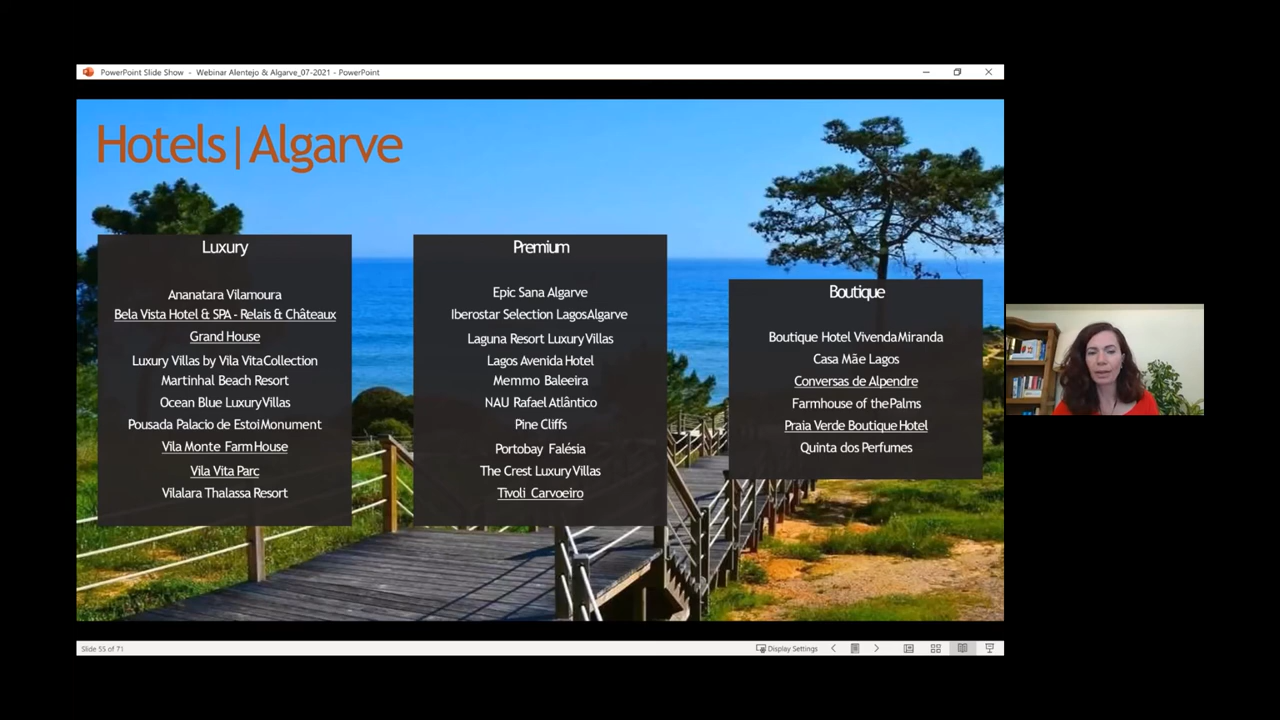 PowerPoint Slide Show - Webinar Alentejo & Algarve_07-2021 - PowerPoint
Hotels|Algarve
Luxury
Ananatara Vilamoura
Bela Vista Hotel & SPA - Relais & Châteaux
Grand House
Luxury Villas by Vila Vita Collection
Martinhal Beach Resort
Ocean Blue Luxury Villas
Pousada Palacio de Estoi Monument
Vila Monte Farm House
Vila Vita Parc
Vilalara Thalassa Resort
Premium
Epic Sana Algarve
Iberostar Selection Lagos Algarve
Laguna Resort Luxury Villas
Lagos Avenida Hotel
Memmo Baleeira
NAU Rafael Atlântico
Pine Cliffs
Portobay Falésia
The Crest Luxury Villas
Tivoli Carvoeiro
Boutique
Boutique Hotel Vivenda Miranda
Casa Mãe Lagos
Conversas de Alpendre
Farmhouse of the Palms
Praia Verde Boutique Hotel
Quinta dos Perfumes
Slide 55 of 71
Display Settings